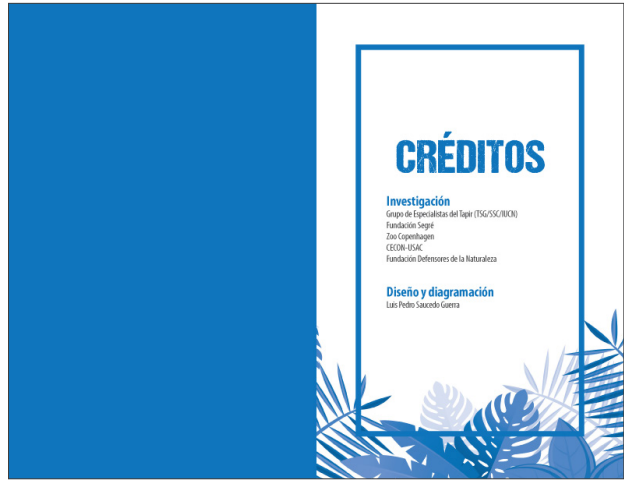 CRÉDITOS
Investigación
Grupo de Especialistas del Tapir (TSG/SSC/IUCN)
Fundación Segré
Zoo Copenhagen
CECON-USAC
Fundación Defensores de la Naturaleza
Diseño y diagramación
Luis Pedro Saucedo Guerra